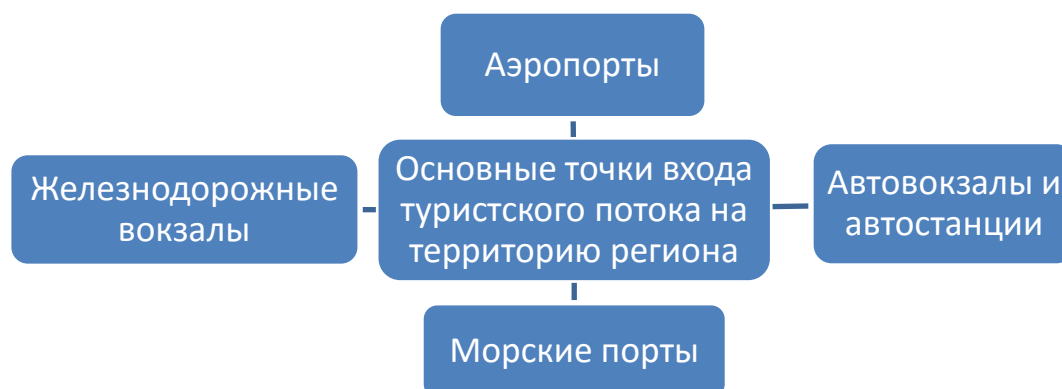 Аэропорты
Железнодорожные
вокзалы
Основные точки входа
туристского потока на
территорию региона
Автовокзалы и
автостанции
Морские порты